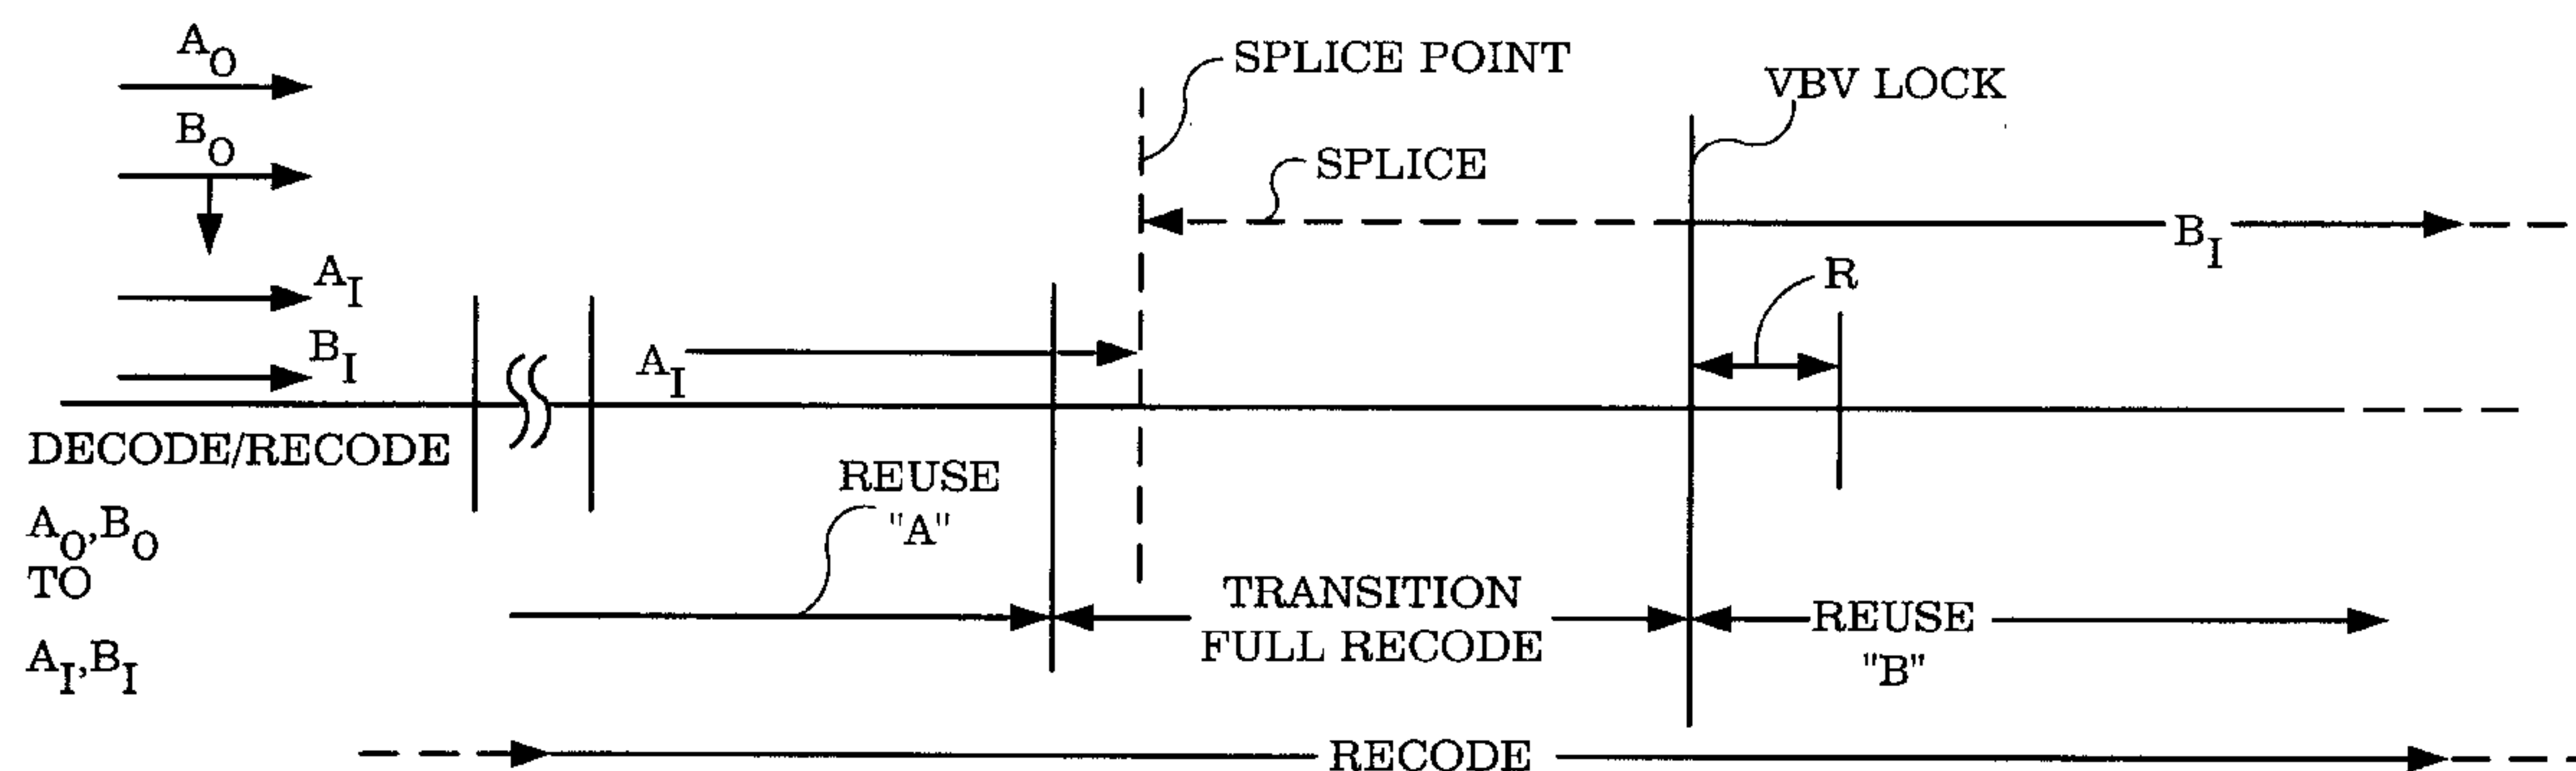 A_O
SPLICE POINT
VBV LOCK
B_O
SPLICE
B_I
A_I
R
B_I
A_I
DECODE/RECODE
REUSE
"A"
A_O,B_O
TO
A_I,B_I
TRANSITION
FULL RECODE
REUSE
"B"
RECODE